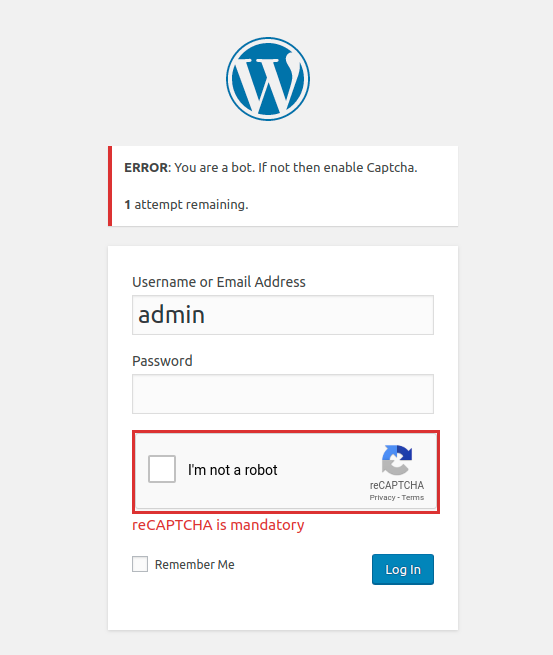 ERROR: You are a bot. If not then enable Captcha.
1 attempt remaining.
Username or Email Address
admin
Password
I'm not a robot
reCAPTCHA
Privacy - Terms
reCAPTCHA is mandatory
Remember Me
Log In